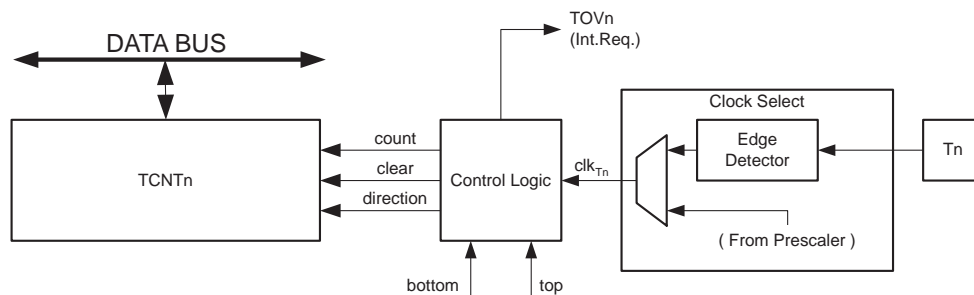 TOVn
(Int.Req.)
DATA BUS
Clock Select
count
Edge
Detector
Tn
TCNTn
clear
Control Logic
clkTn
direction
( From Prescaler )
bottom
top